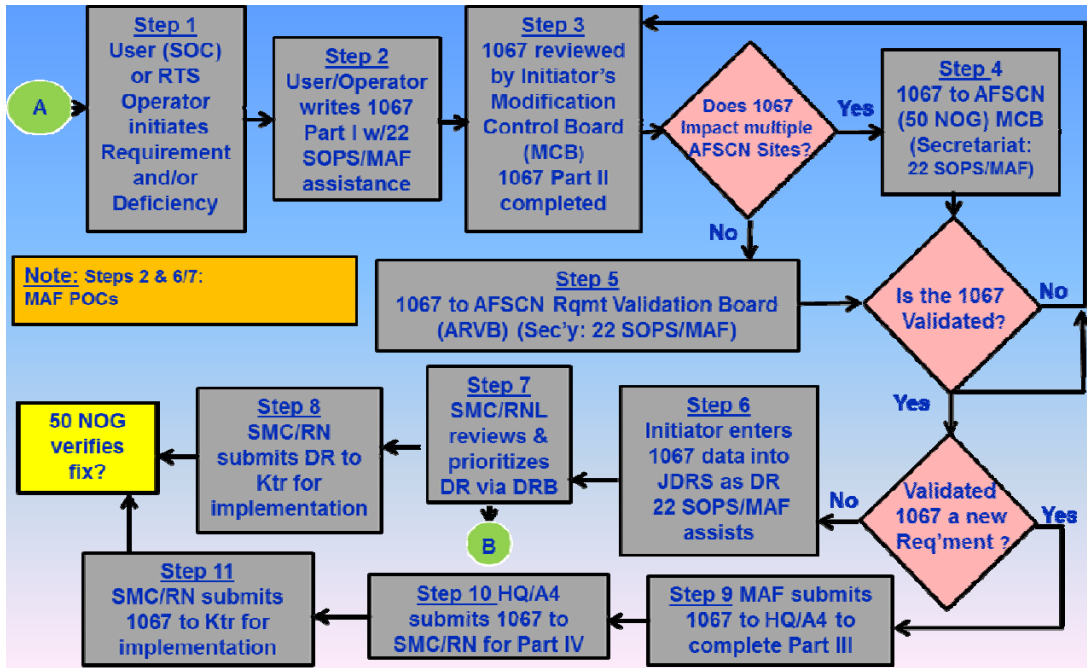 A
Step 1
User (SOC)
or RTS
Operator
initiates
Requirement
and/or
Deficiency
Step 2
User/Operator
writes 1067
Part I w/22
SOPS/MAF
assistance
Step 3
1067 reviewed
by Initiator's
Modification
Control Board
(MCB)
1067 Part II
completed
Does 1067
Impact multiple
AFSCN Sites?
Yes
No
Step 4
1067 to AFSCN
(50 NOG) MCB
(Secretariat:
22 SOPS/MAF)
Note: Steps 2 & 6/7:
MAF POCs
Step 5
1067 to AFSCN Rqmt Validation Board
(ARVB) (Sec'y: 22 SOPS/MAF)
Is the 1067
Validated?
No
Yes
Validated
1067 a new
Req'ment ?
No
Yes
Step 6
Initiator enters
1067 data into
JDRS as DR
22 SOPS/MAF
assists
Step 7
SMC/RNL
reviews &
prioritizes
DR via DRB
B
Step 8
SMC/RN
submits DR to
Ktr for
implementation
50 NOG
verifies
fix?
Step 9 MAF submits
1067 to HQ/A4 to
complete Part III
Step 10 HQ/A4
submits 1067 to
SMC/RN for Part IV
Step 11
SMC/RN submits
1067 to Ktr for
implementation